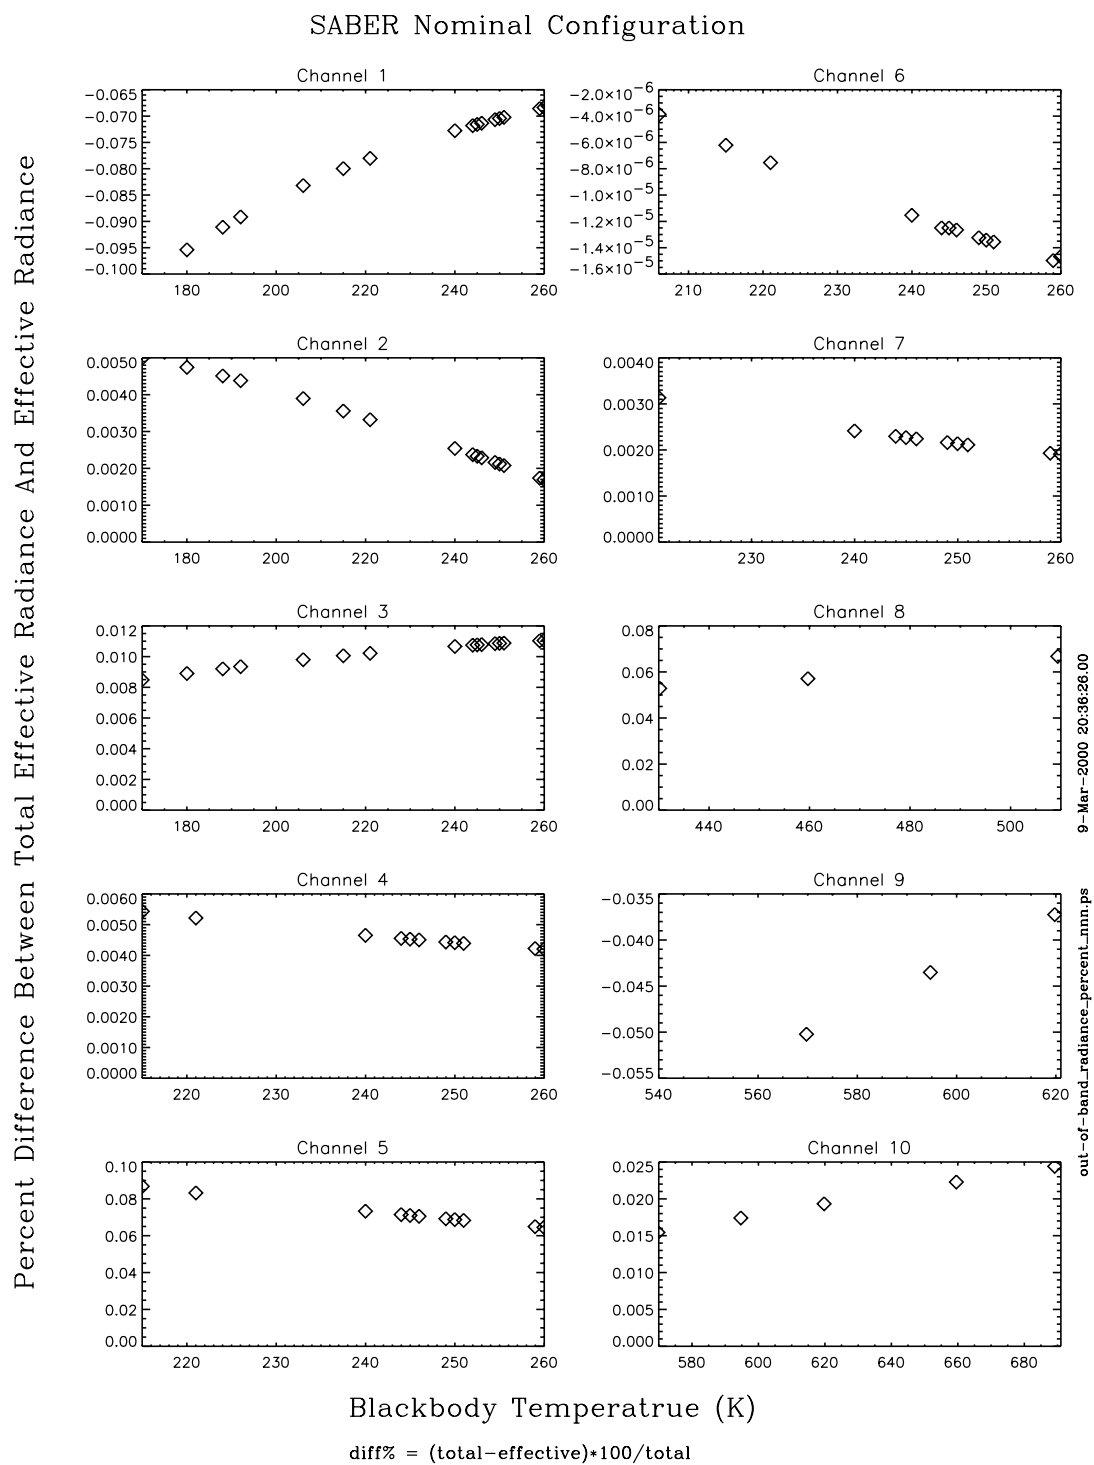 SABER Nominal Configuration
Percent Difference Between Total Effective Radiance And Effective Radiance
Channel 1
-0.065
-0.070
-0.075
-0.080
-0.085
-0.090
-0.095
-0.100
180 200 220 240 260
Channel 6
-2.0×10−6
-4.0×10−6
-6.0×10−6
-8.0×10−6
-1.0×10−5
-1.2×10−5
-1.4×10−5
-1.6×10−5
210 220 230 240 250 260
Channel 2
0.0050
0.0040
0.0030
0.0020
0.0010
0.0000
180 200 220 240 260
Channel 7
0.0040
0.0030
0.0020
0.0010
0.0000
230 240 250 260
Channel 3
0.012
0.010
0.008
0.006
0.004
0.002
0.000
180 200 220 240 260
Channel 8
0.08
0.06
0.04
0.02
0.00
440 460 480 500
Channel 4
0.0060
0.0050
0.0040
0.0030
0.0020
0.0010
0.0000
220 230 240 250 260
Channel 9
-0.035
-0.040
-0.045
-0.050
-0.055
540 560 580 600 620
Channel 5
0.10
0.08
0.06
0.04
0.02
0.00
220 230 240 250 260
Channel 10
0.025
0.020
0.015
0.010
0.005
0.000
580 600 620 640 660 680
Blackbody Temperatrue (K)
diff% = (total-effective)*100/total
out-of-band_radiance_percent_nnn.ps
9-Mar-2000 20:36:26.00